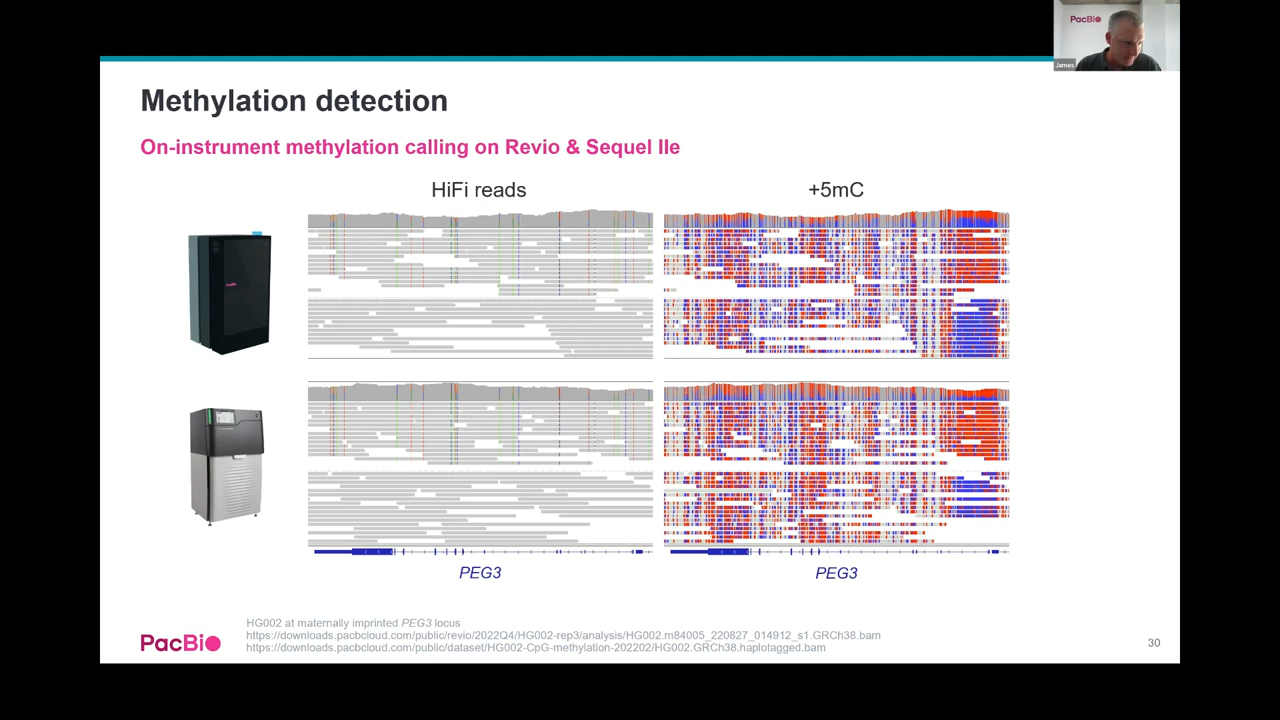 PacBio
James
Methylation detection
On-instrument methylation calling on Revio & Sequel IIe
HiFi reads
+5mC
PEG3
PEG3
HG002 at maternally imprinted PEG3 locus
https://downloads.pacbcloud.com/public/revio/2022Q4/HG002-rep3/analysis/HG002.m84005_220827_014912_s1.GRCh38.bam
https://downloads.pacbcloud.com/public/dataset/HG002-CpG-methylation-202202/HG002.GRCh38.haplotagged.bam
PacBio
30